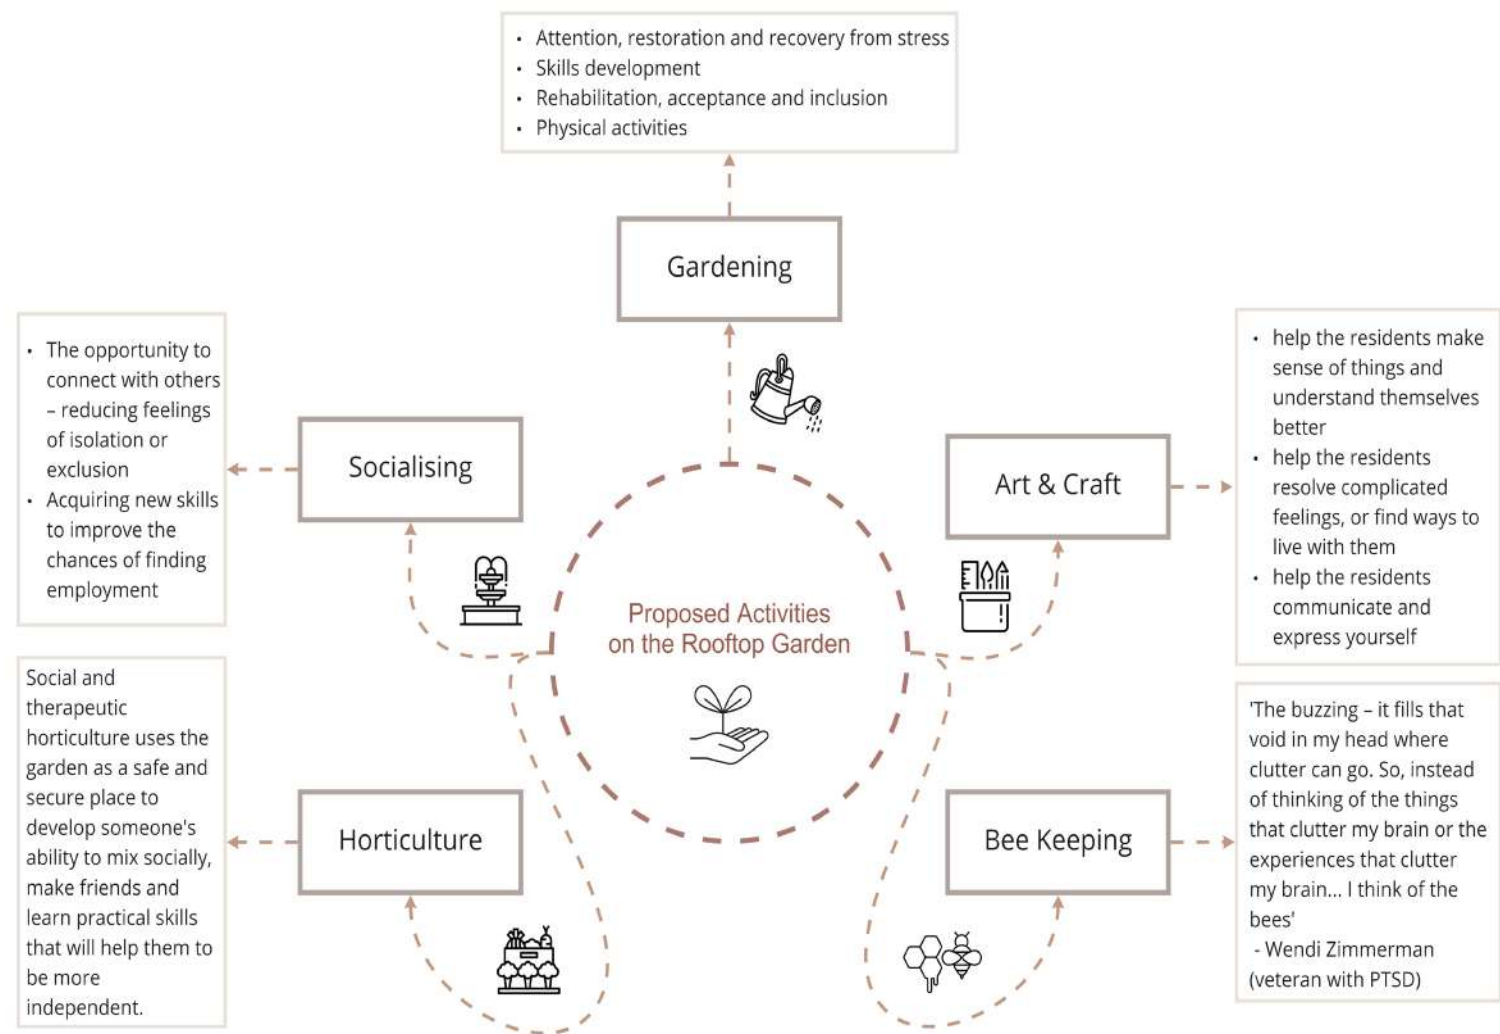 • Attention, restoration and recovery from stress
• Skills development
• Rehabilitation, acceptance and inclusion
• Physical activities
Gardening
• The opportunity to
connect with others
– reducing feelings
of isolation or
exclusion
• Acquiring new skills
to improve the
chances of finding
employment
Socialising
Art & Craft
• help the residents make
sense of things and
understand themselves
better
• help the residents
resolve complicated
feelings, or find ways to
live with them
• help the residents
communicate and
express yourself
Proposed Activities
on the Rooftop Garden
Social and
therapeutic
horticulture uses the
garden as a safe and
secure place to
develop someone's
ability to mix socially,
make friends and
learn practical skills
that will help them to
be more
independent.
Horticulture
Bee Keeping
'The buzzing – it fills that
void in my head where
clutter can go. So, instead
of thinking of the things
that clutter my brain or the
experiences that clutter
my brain... I think of the
bees'
- Wendi Zimmerman
(veteran with PTSD)